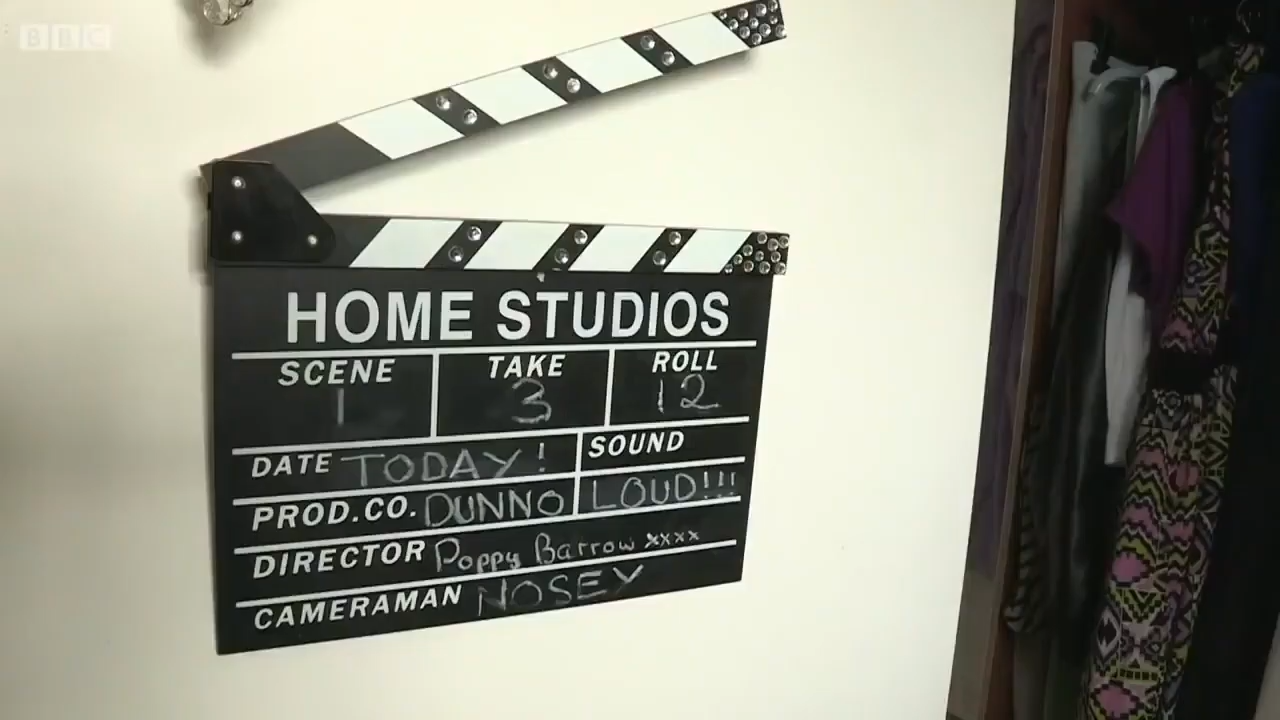 BBC
HOME STUDIOS
SCENE TAKE ROLL
1 3 12
DATE TODAY! SOUND
PROD.CO. DUNNO LOUD!!!
DIRECTOR Poppy Barrow xxxx
CAMERAMAN NOSEY